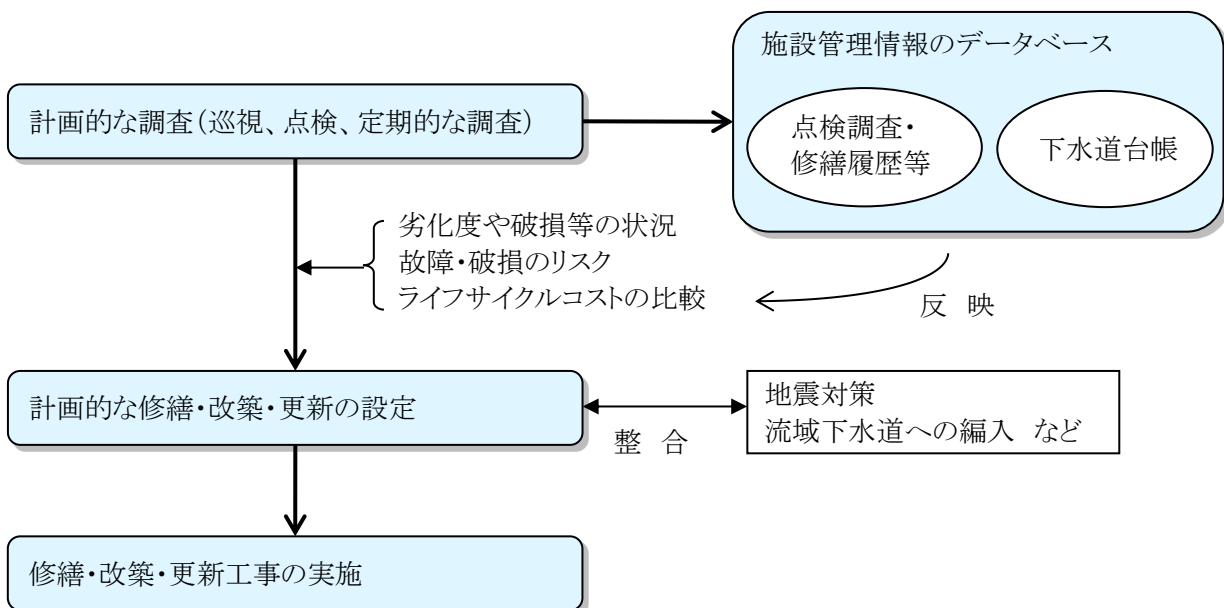 施設管理情報のデータベース
計画的な調査(巡視、点検、定期的な調査)
点検調査・
修繕履歴等
下水道台帳
劣化度や破損等の状況
故障・破損のリスク
ライフサイクルコストの比較
反 映
計画的な修繕・改築・更新の設定
地震対策
流域下水道への編入 など
整 合
修繕・改築・更新工事の実施